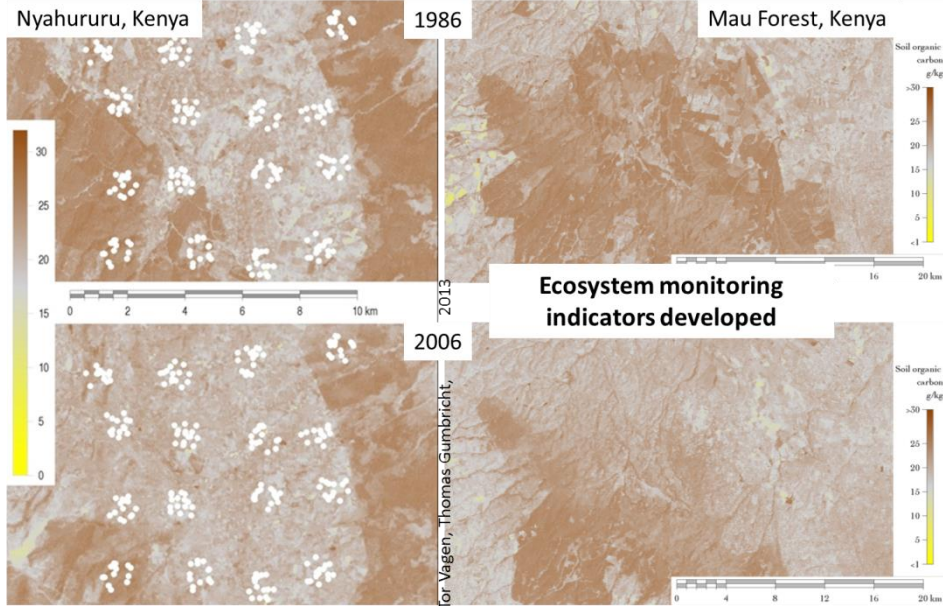 Nyahururu, Kenya
1986
Mau Forest, Kenya
Soil organic
carbon
g/kg
>30
25
20
15
10
5
<1
30
25
20
15
10
5
0
0 2 4 6 8 10 km
16 20 km
Ecosystem monitoring
indicators developed
2006
Tor Vagen, Thomas Gumbricht, 2013
Soil organic
carbon
g/kg
>30
25
20
15
10
5
<1
0 4 8 12 16 20 km